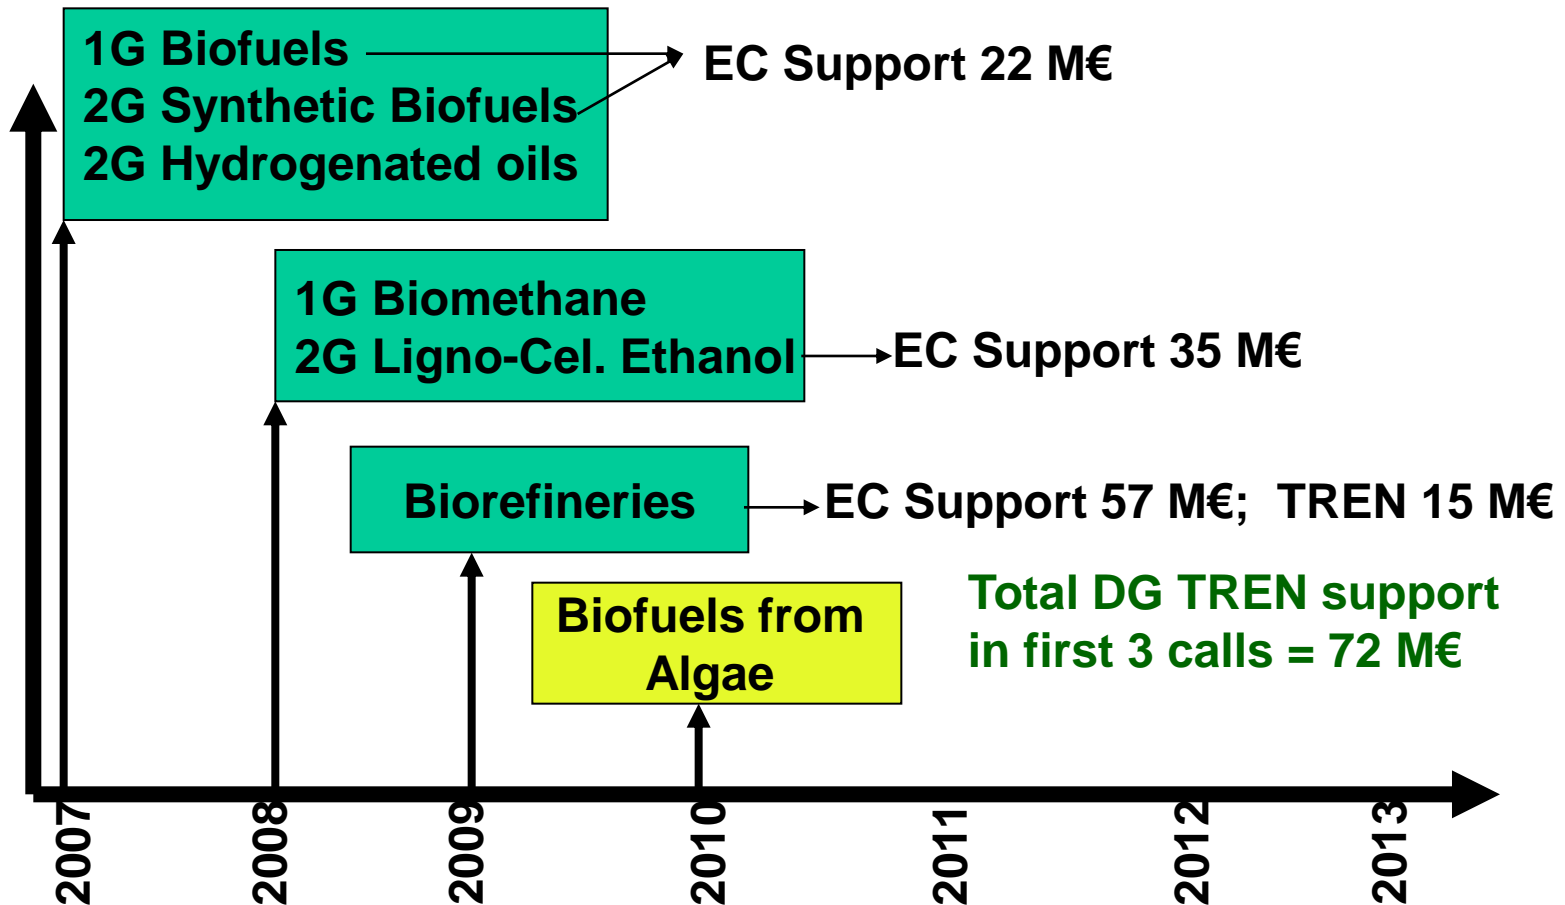 1G Biofuels
2G Synthetic Biofuels
2G Hydrogenated oils
EC Support 22 M€
1G Biomethane
2G Ligno-Cel. Ethanol
EC Support 35 M€
Biorefineries
EC Support 57 M€; TREN 15 M€
Biofuels from
Algae
Total DG TREN support
in first 3 calls = 72 M€
2007
2008
2009
2010
2011
2012
2013